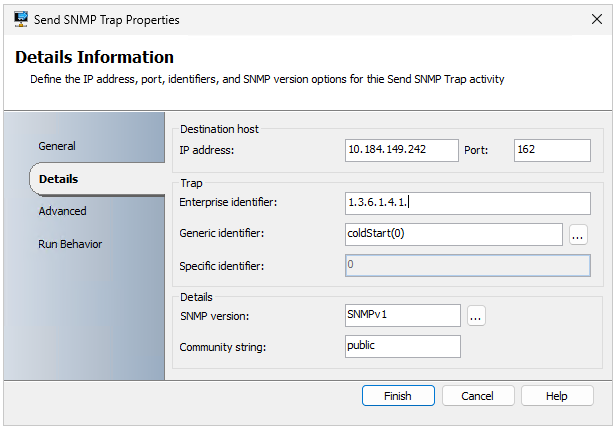 Send SNMP Trap Properties
Details Information
Define the IP address, port, identifiers, and SNMP version options for thie Send SNMP Trap activity
General
Details
Advanced
Run Behavior
Destination host
IP address: 10.184.149.242 Port: 162
Trap
Enterprise identifier: 1.3.6.1.4.1.
Generic identifier: coldStart(0) ...
Specific identifier: 0
Details
SNMP version: SNMPv1 ...
Community string: public
Finish Cancel Help